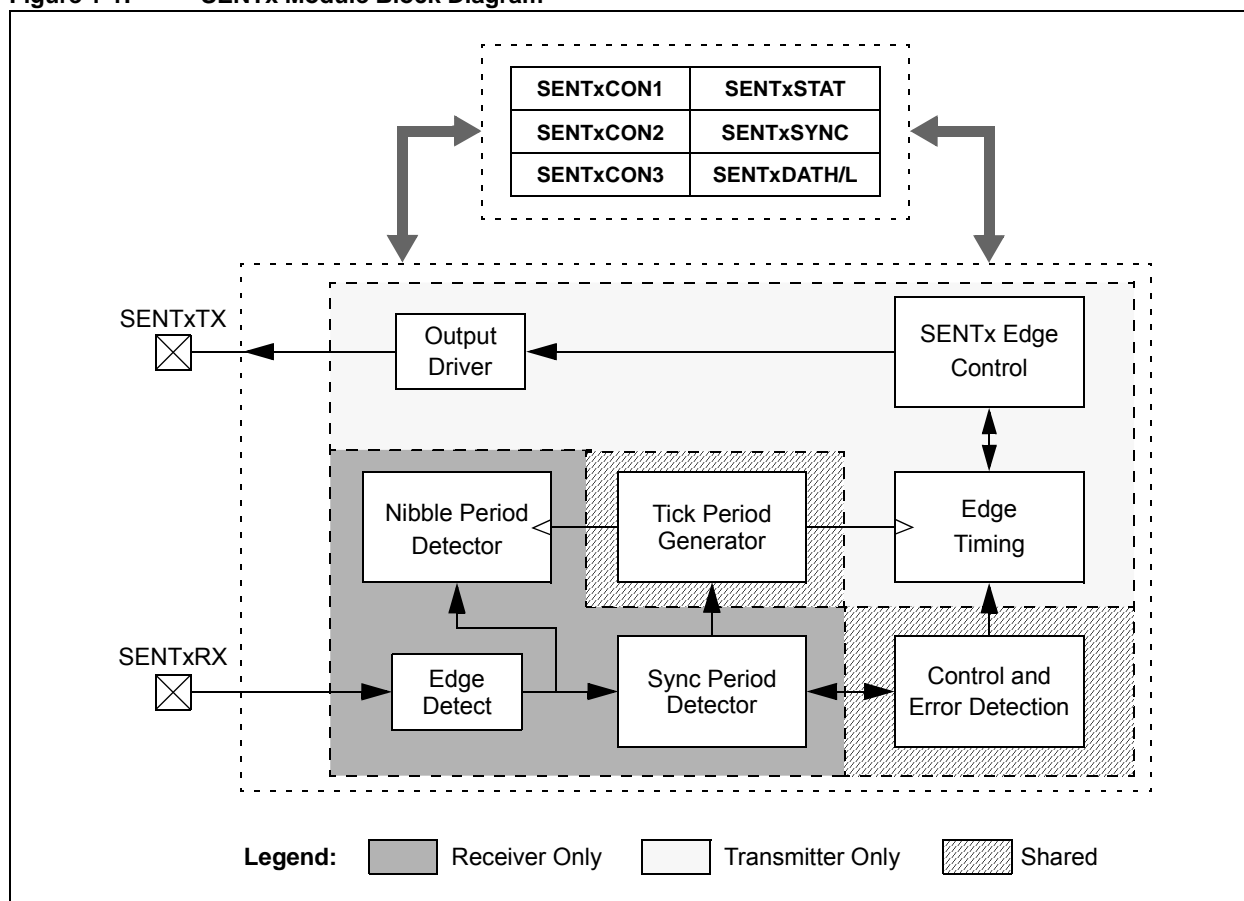 SENTxCON1 SENTxSTAT
SENTxCON2 SENTxSYNC
SENTxCON3 SENTxDATH/L
SENTxTX
Output
Driver
SENTx Edge
Control
Nibble Period
Detector
Tick Period
Generator
Edge
Timing
SENTxRX
Edge
Detect
Sync Period
Detector
Control and
Error Detection
Legend: Receiver Only Transmitter Only Shared